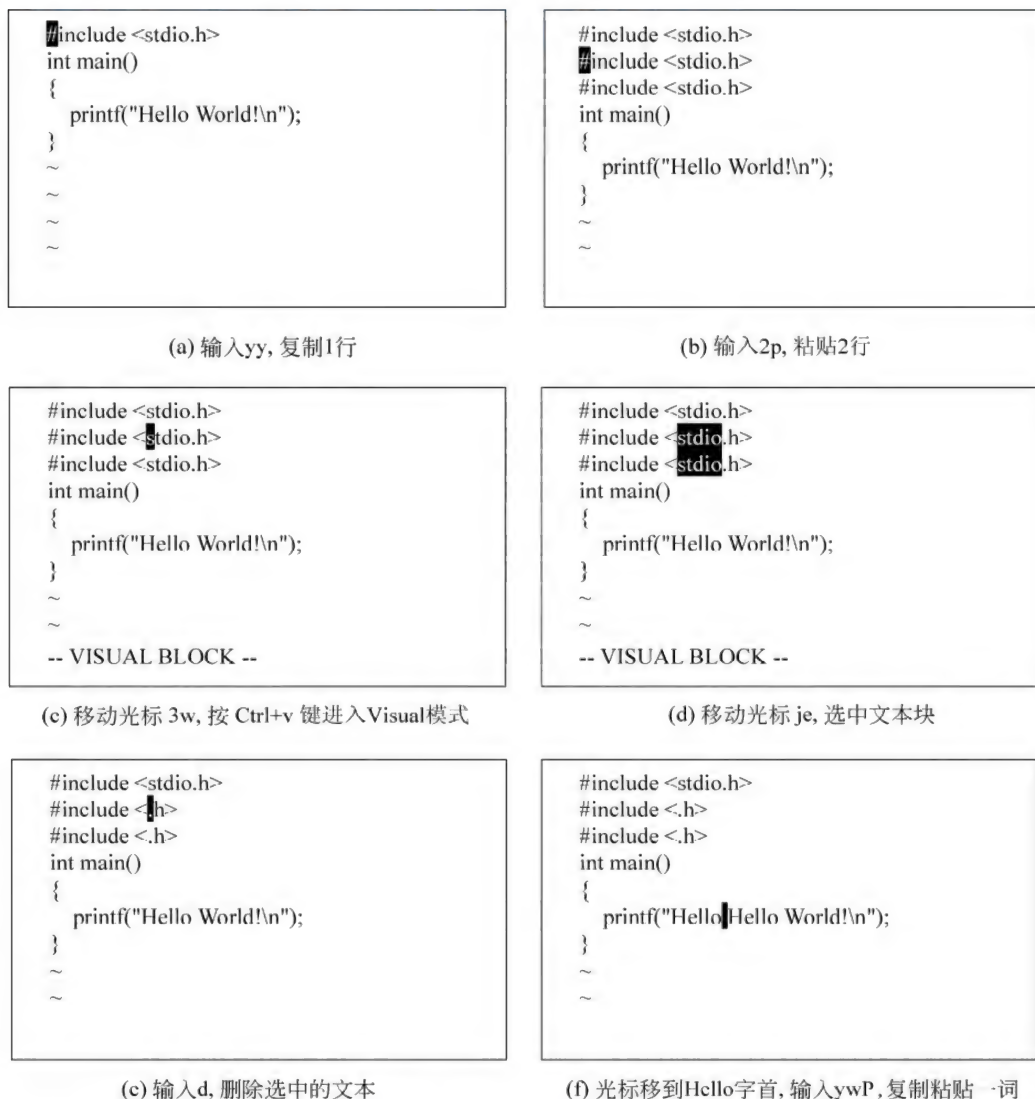 #include <stdio.h>
int main()
{
printf("Hello World!\n");
}
~
~
~
~
(a) 输入yy, 复制1行
#include <stdio.h>
#include <stdio.h>
#include <stdio.h>
int main()
{
printf("Hello World!\n");
}
~
~
(b) 输入2p, 粘贴2行
#include <stdio.h>
#include <stdio.h>
#include <stdio.h>
int main()
{
printf("Hello World!\n");
}
~
~
-- VISUAL BLOCK --
(c) 移动光标 3w, 按 Ctrl+v 键进入Visual模式
#include <stdio.h>
#include <stdio.h>
#include <stdio.h>
int main()
{
printf("Hello World!\n");
}
~
~
-- VISUAL BLOCK --
(d) 移动光标 je, 选中文本块
#include <stdio.h>
#include <.h>
#include <.h>
int main()
{
printf("Hello World!\n");
}
~
~
(e) 输入d, 删除选中的文本
#include <stdio.h>
#include <.h>
#include <.h>
int main()
{
printf("Hello Hello World!\n");
}
~
~
(f) 光标移到Hello字首, 输入ywP, 复制粘贴一词